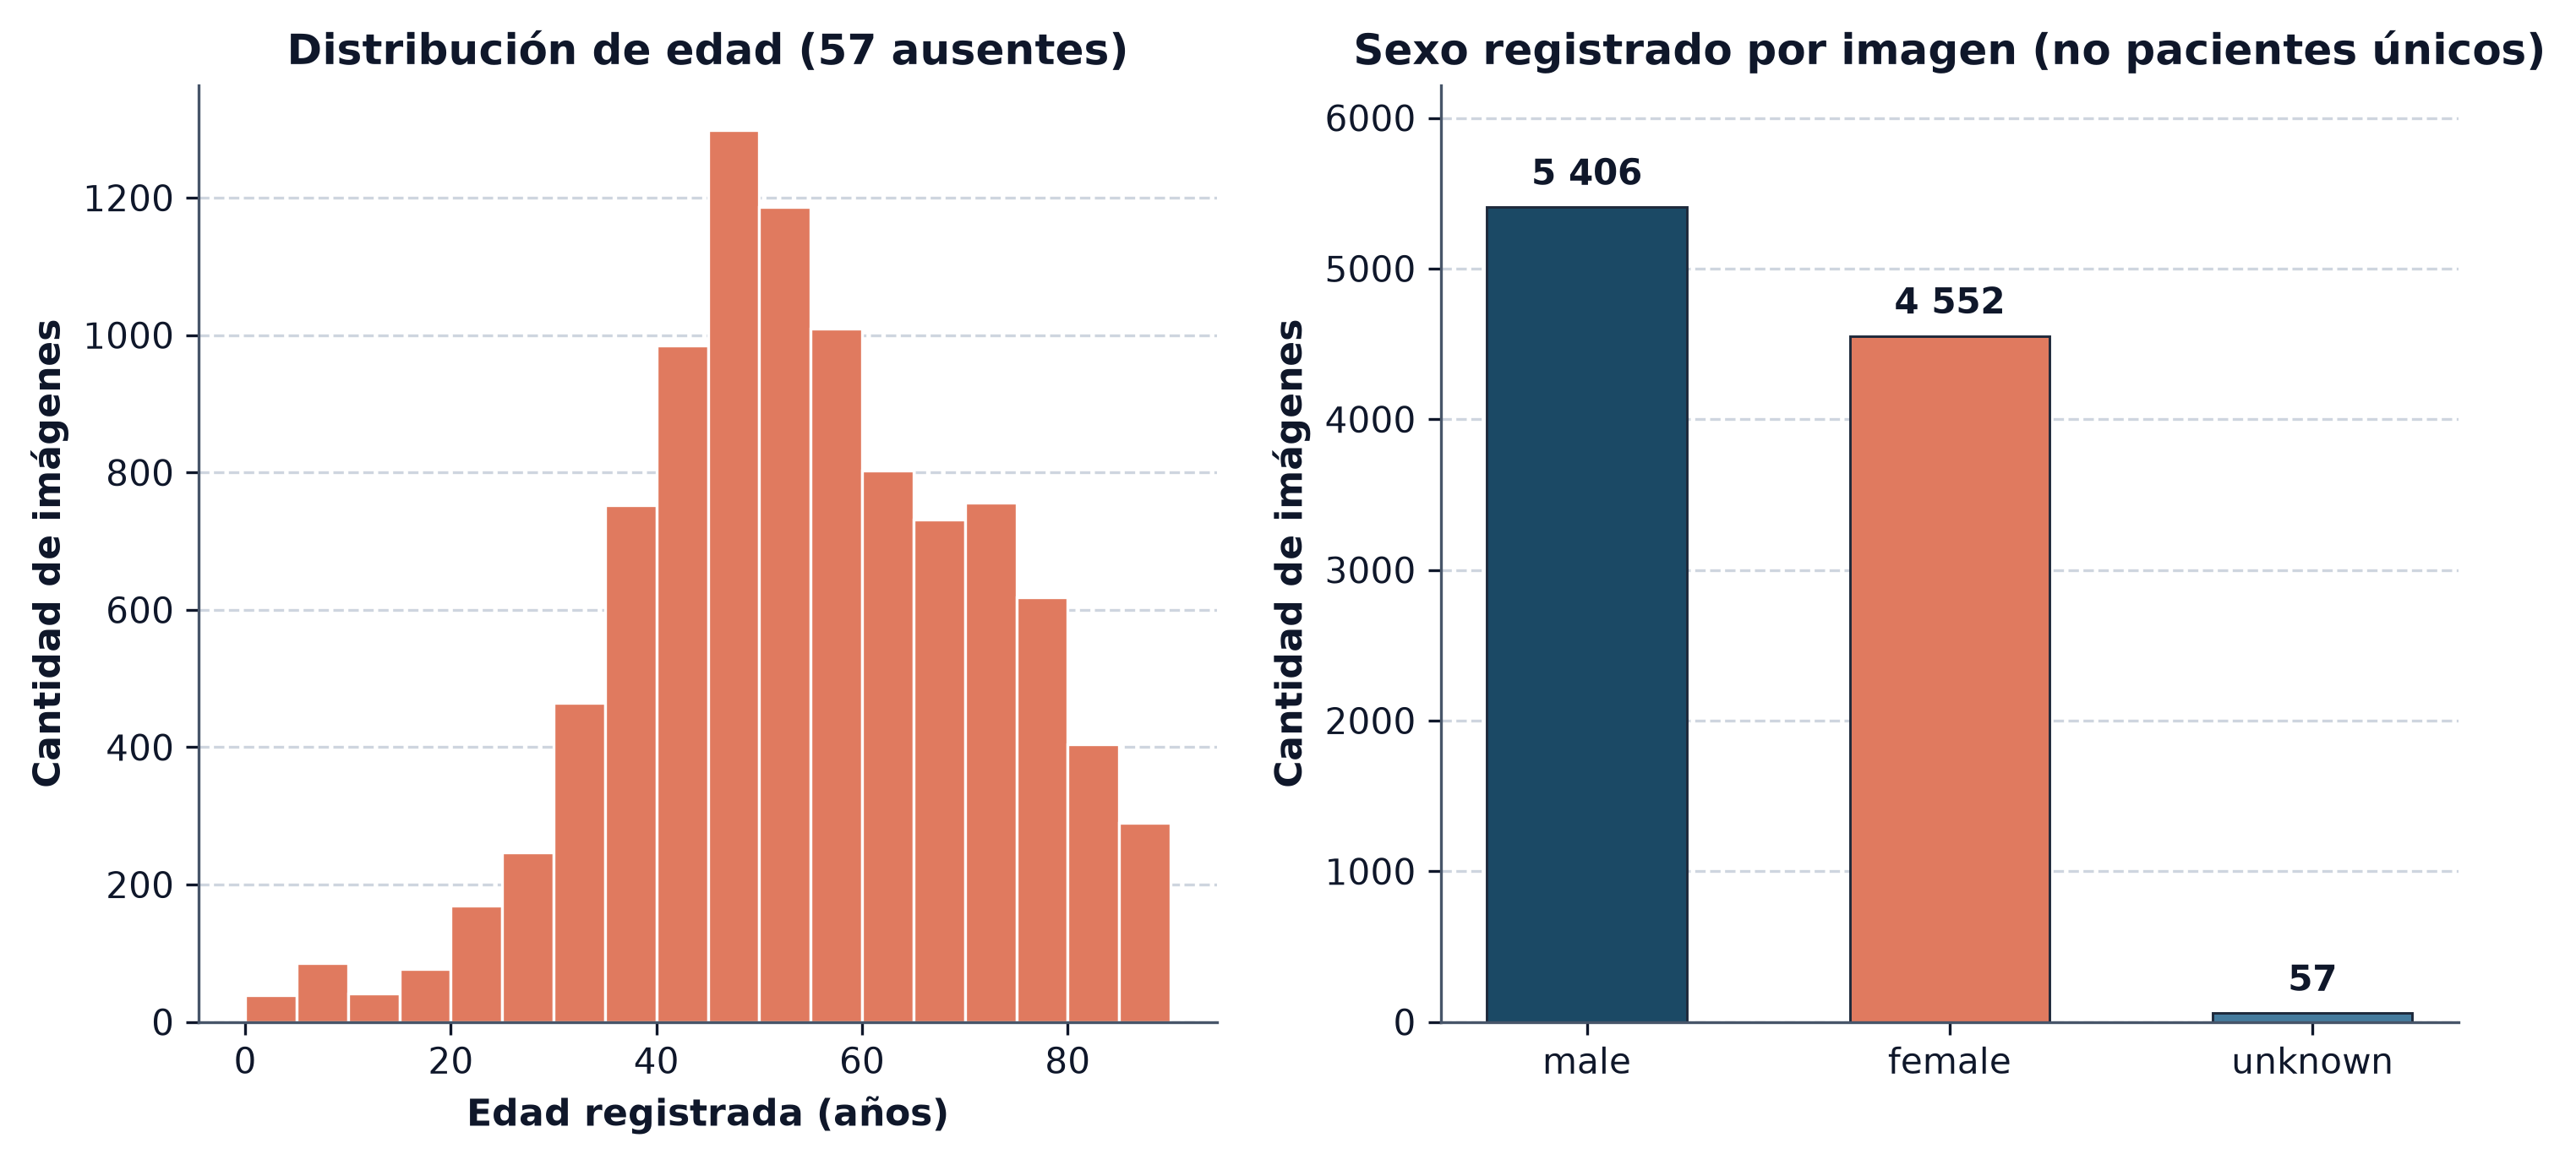 Distribución de edad (57 ausentes)
Cantidad de imágenes
1200
1000
800
600
400
200
0
0 20 40 60 80
Edad registrada (años)
Sexo registrado por imagen (no pacientes únicos)
Cantidad de imágenes
6000
5000
4000
3000
2000
1000
0
5 406
4 552
57
male female unknown